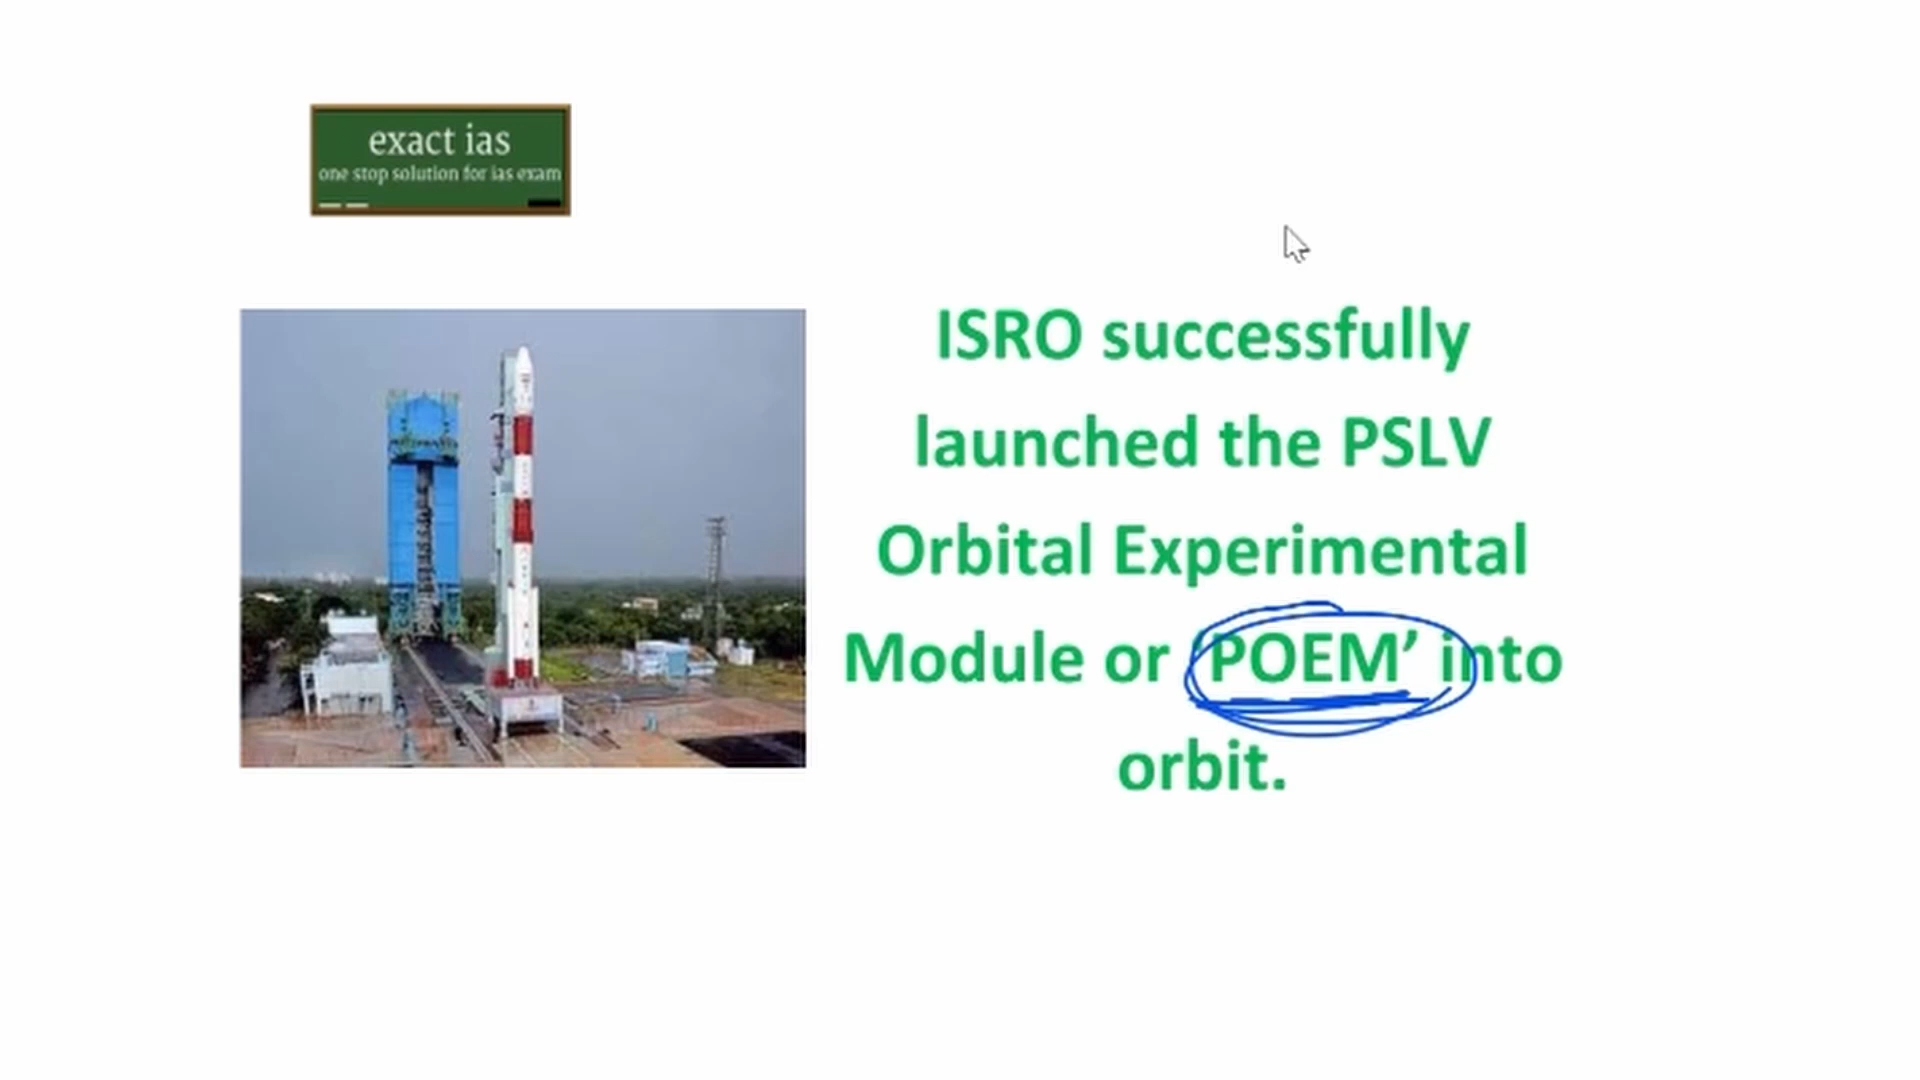 exact ias
one stop solution for ias exam
ISRO successfully
launched the PSLV
Orbital Experimental
Module or ‘POEM’ into
orbit.